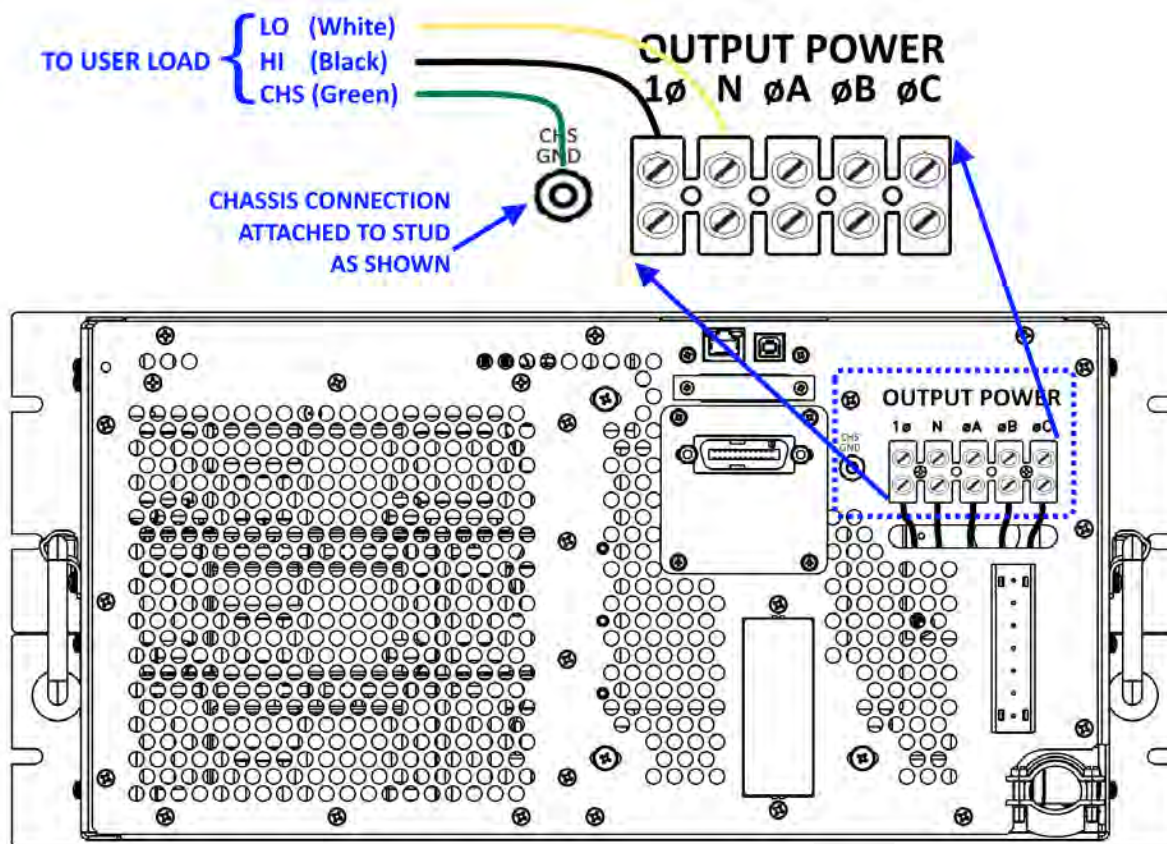 LO (White)
TO USER LOAD { HI (Black)
CHS (Green)
OUTPUT POWER
1ø N øA øB øC
CHS
GND
CHASSIS CONNECTION
ATTACHED TO STUD
AS SHOWN
OUTPUT POWER
1ø N øA øB øC
CHS
GND